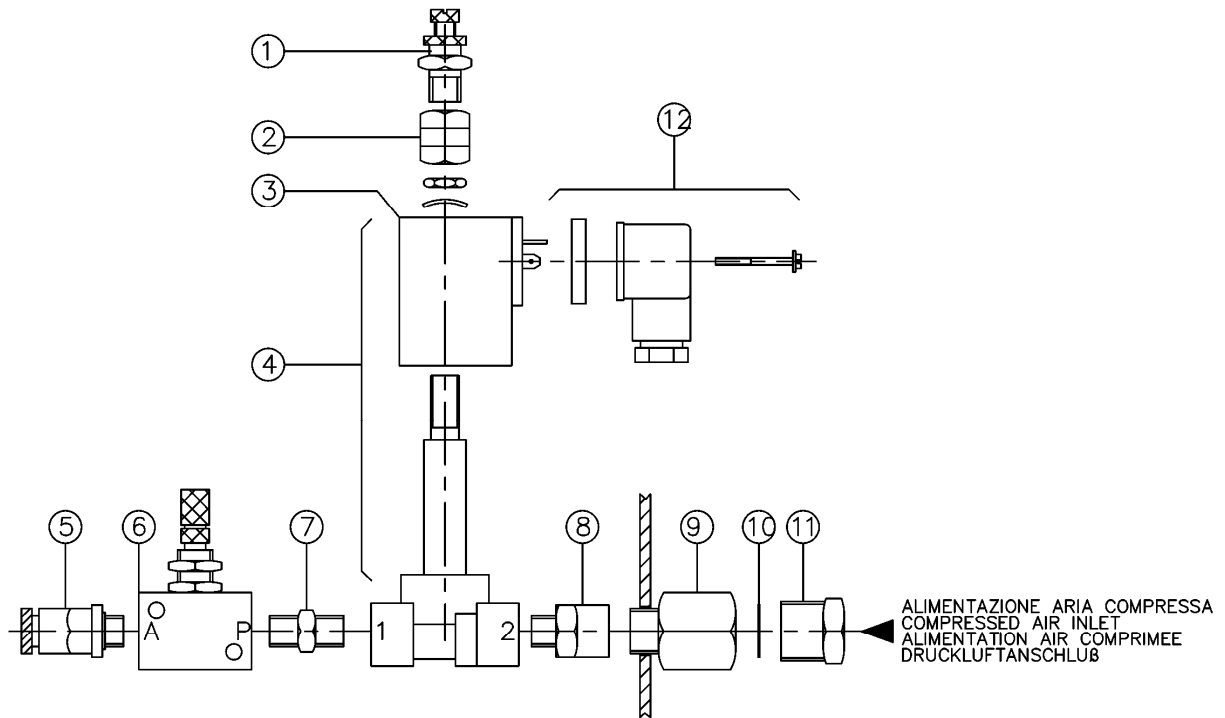 1
2
12
3
4
5
6
7
8
9
10
11
A
P
1
2
ALIMENTAZIONE ARIA COMPRESSA
COMPRESSED AIR INLET
ALIMENTATION AIR COMPRIMEE
DRUCKLUFTANSCHLUß